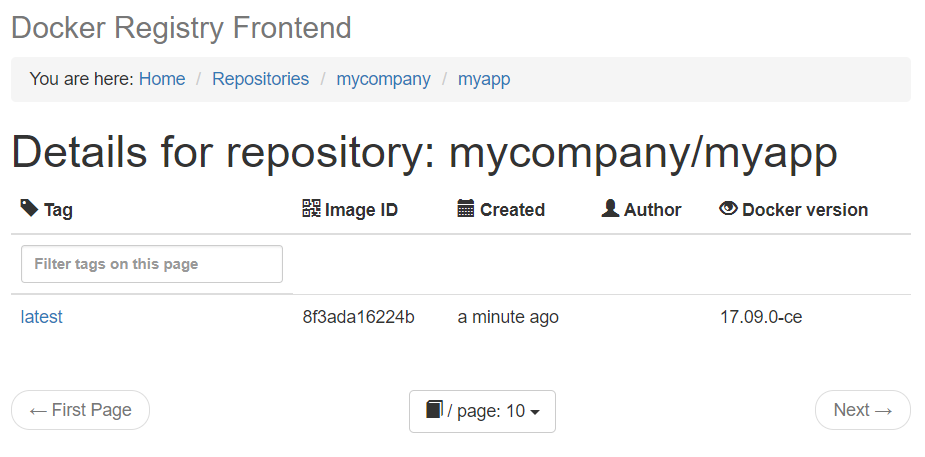 Docker Registry Frontend
You are here: Home / Repositories / mycompany / myapp
Details for repository: mycompany/myapp
Tag Image ID Created Author Docker version
Filter tags on this page
latest 8f3ada16224b a minute ago 17.09.0-ce
← First Page / page: 10 Next →